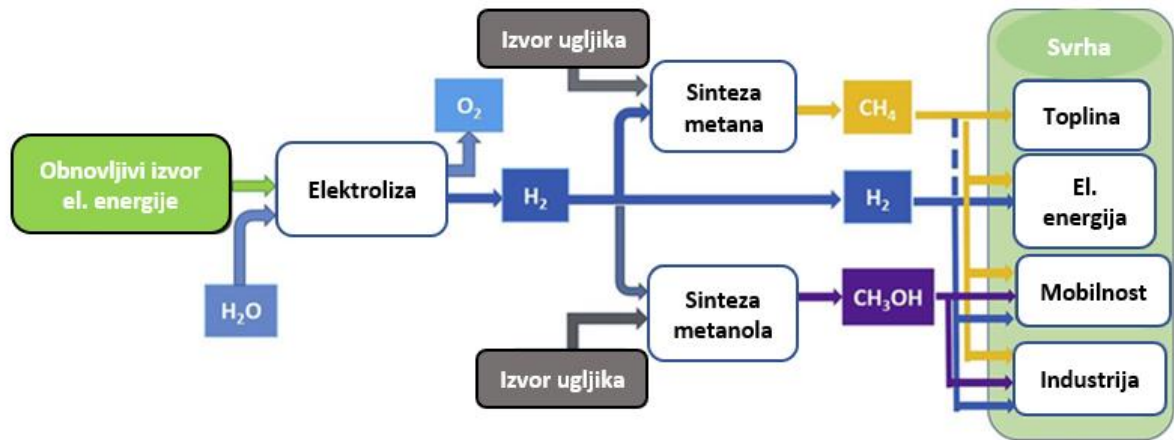 Izvor ugljika
Svrha
Sinteza
metana
CH₄
Toplina
O₂
Obnovljivi izvor
el. energije
Elektroliza
H₂
H₂
El.
energija
H₂O
Sinteza
metanola
CH₃OH
Mobilnost
Izvor ugljika
Industrija